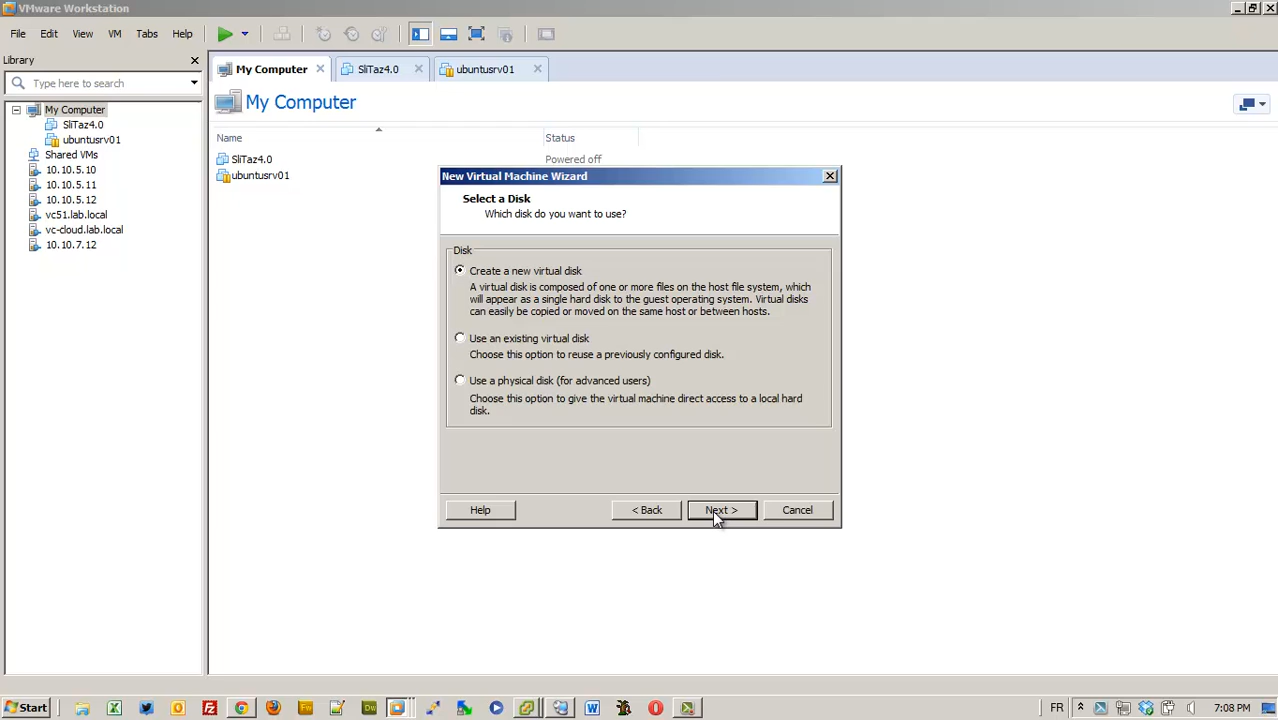 VMware Workstation
File Edit View VM Tabs Help
Library
Type here to search
My Computer
SliTaz4.0
ubuntusrv01
Shared VMs
10.10.5.10
10.10.5.11
10.10.5.12
vc51.lab.local
vc-cloud.lab.local
10.10.7.12
My Computer SliTaz4.0 ubuntusrv01
My Computer
Name Status
SliTaz4.0 Powered off
ubuntusrv01
New Virtual Machine Wizard
Select a Disk
Which disk do you want to use?
Disk
Create a new virtual disk
A virtual disk is composed of one or more files on the host file system, which
will appear as a single hard disk to the guest operating system. Virtual disks
can easily be copied or moved on the same host or between hosts.
Use an existing virtual disk
Choose this option to reuse a previously configured disk.
Use a physical disk (for advanced users)
Choose this option to give the virtual machine direct access to a local hard
disk.
Help < Back Next > Cancel
Start FR 7:08 PM